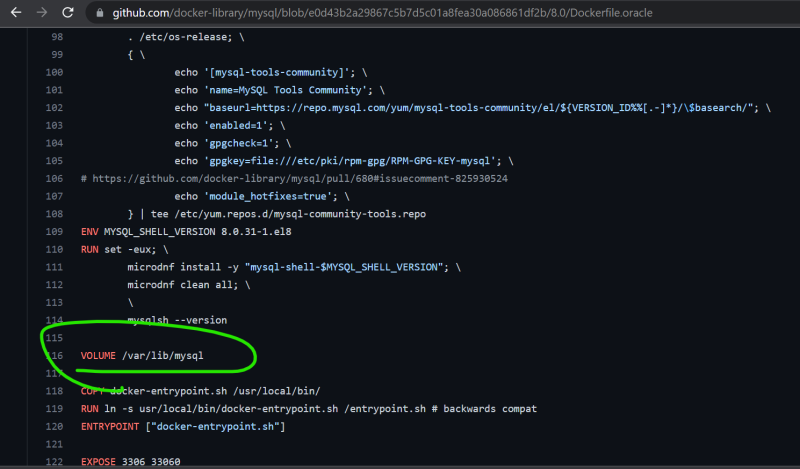 github.com/docker-library/mysql/blob/e0d43b2a29867c5b7d5c01a8fea30a086861df2b/8.0/Dockerfile.oracle
98 . /etc/os-release; \
99 { \
100 echo '[mysql-tools-community]'; \
101 echo 'name=MySQL Tools Community'; \
102 echo "baseurl=https://repo.mysql.com/yum/mysql-tools-community/el/${VERSION_ID%%[.-]*}/\$basearch/"; \
103 echo 'enabled=1'; \
104 echo 'gpgcheck=1'; \
105 echo 'gpgkey=file:///etc/pki/rpm-gpg/RPM-GPG-KEY-mysql'; \
106 # https://github.com/docker-library/mysql/pull/680#issuecomment-825930524
107 echo 'module_hotfixes=true'; \
108 } | tee /etc/yum.repos.d/mysql-community-tools.repo
109 ENV MYSQL_SHELL_VERSION 8.0.31-1.el8
110 RUN set -eux; \
111 microdnf install -y "mysql-shell-$MYSQL_SHELL_VERSION"; \
112 microdnf clean all; \
113 \
114 mysqlsh --version
115
116 VOLUME /var/lib/mysql
117
118 COPY docker-entrypoint.sh /usr/local/bin/
119 RUN ln -s usr/local/bin/docker-entrypoint.sh /entrypoint.sh # backwards compat
120 ENTRYPOINT ["docker-entrypoint.sh"]
121
122 EXPOSE 3306 33060